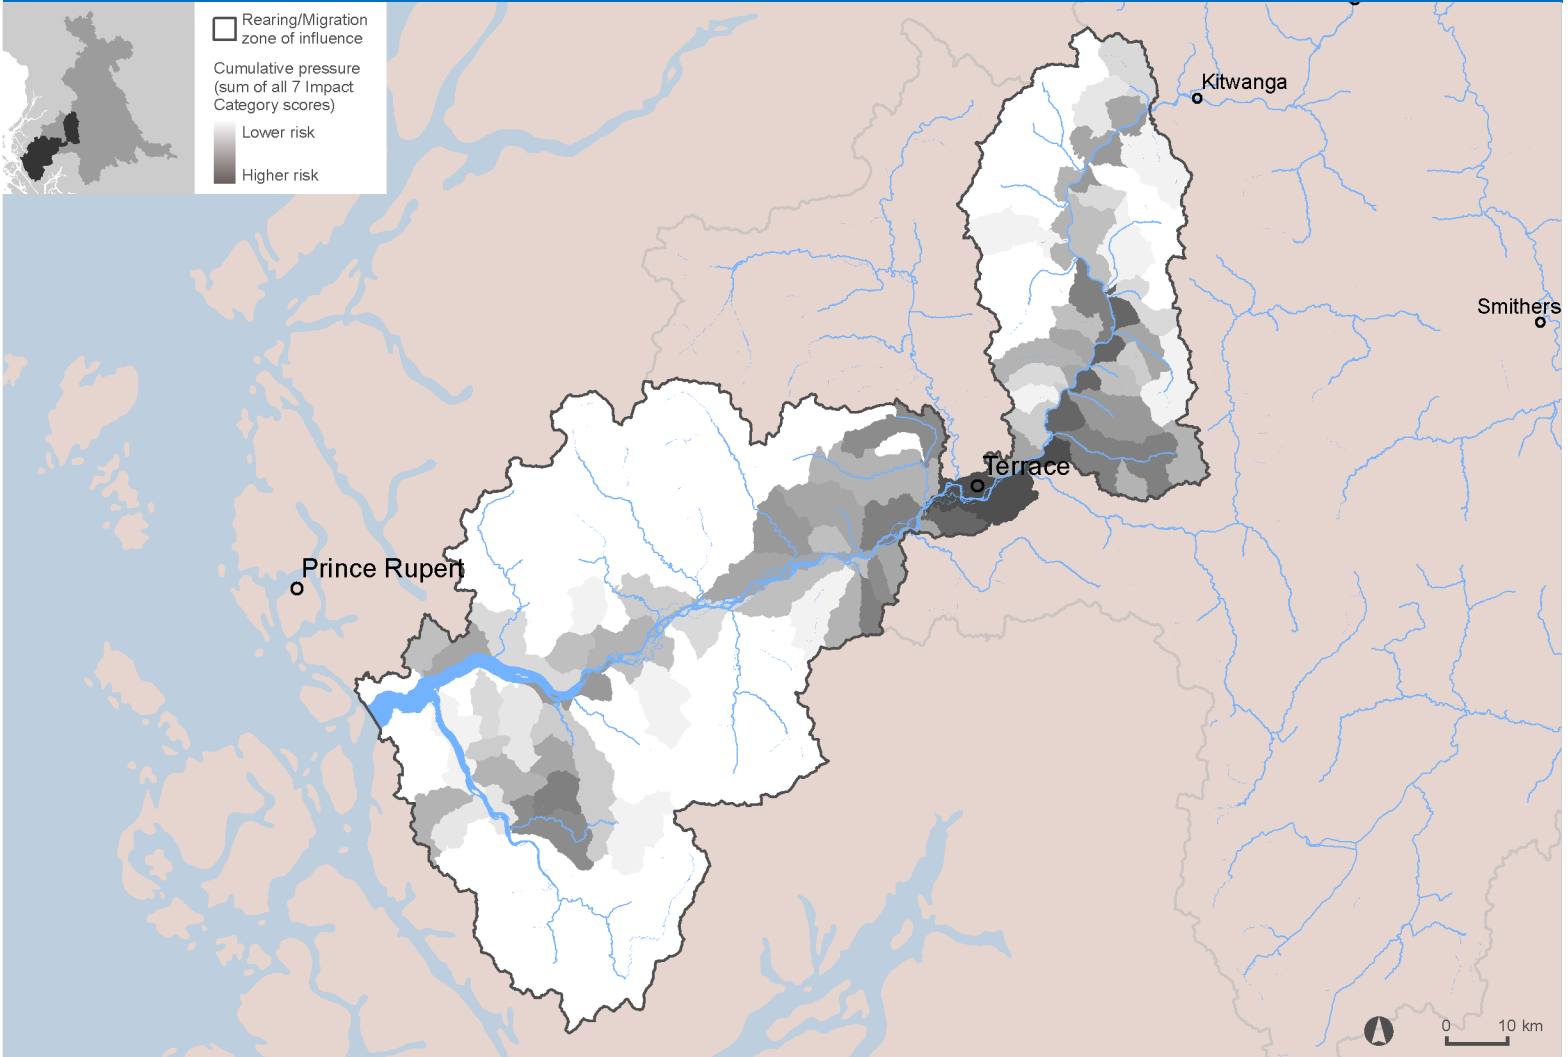 Rearing/Migration
zone of influence
Cumulative pressure
(sum of all 7 Impact
Category scores)
Lower risk
Higher risk
Kitwanga
Smithers
Terrace
Prince Rupert
0 10 km